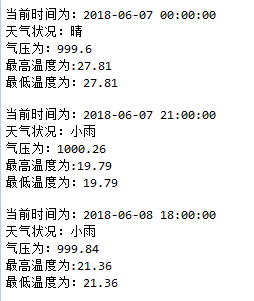 当前时间为：2018-06-07 00:00:00
天气状况：晴
气压为：999.6
最高温度为:27.81
最低温度为：27.81
当前时间为：2018-06-07 21:00:00
天气状况：小雨
气压为：1000.26
最高温度为:19.79
最低温度为：19.79
当前时间为：2018-06-08 18:00:00
天气状况：小雨
气压为：999.84
最高温度为:21.36
最低温度为：21.36